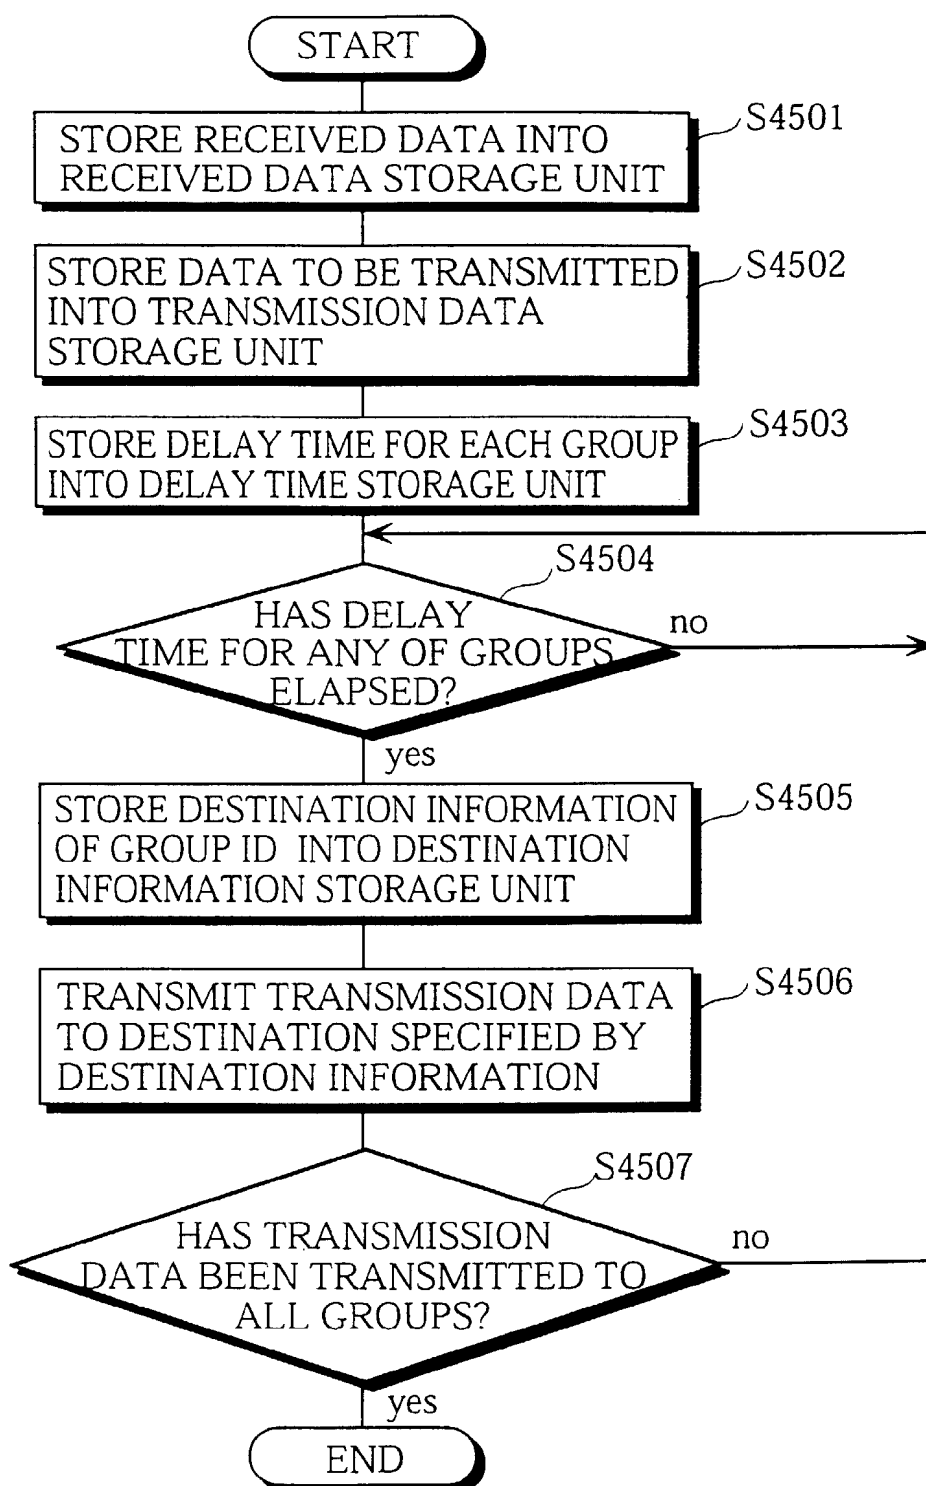 START
S4501
STORE RECEIVED DATA INTO
RECEIVED DATA STORAGE UNIT
S4502
STORE DATA TO BE TRANSMITTED
INTO TRANSMISSION DATA
STORAGE UNIT
S4503
STORE DELAY TIME FOR EACH GROUP
INTO DELAY TIME STORAGE UNIT
S4504
HAS DELAY
TIME FOR ANY OF GROUPS
ELAPSED?
no
yes
S4505
STORE DESTINATION INFORMATION
OF GROUP ID INTO DESTINATION
INFORMATION STORAGE UNIT
S4506
TRANSMIT TRANSMISSION DATA
TO DESTINATION SPECIFIED BY
DESTINATION INFORMATION
S4507
HAS TRANSMISSION
DATA BEEN TRANSMITTED TO
ALL GROUPS?
no
yes
END